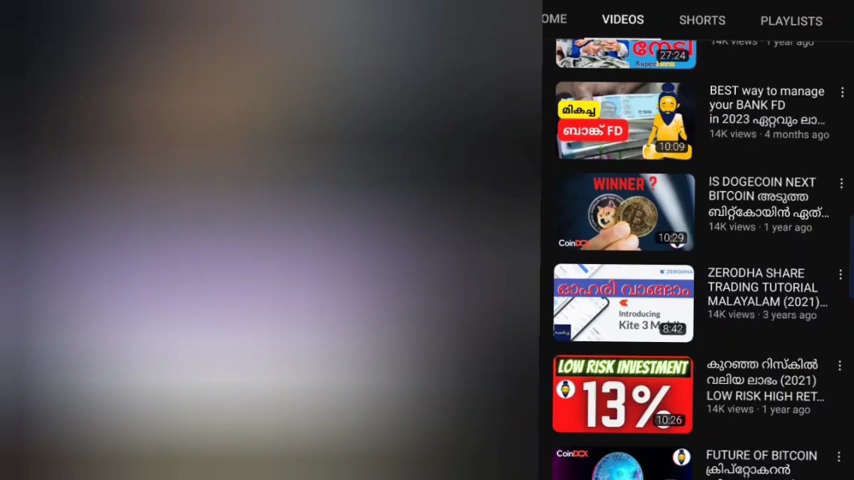 OME VIDEOS SHORTS PLAYLISTS
നേടി
Rupee
27:24
14K views · 1 year ago
മികച്ച
ബാങ്ക് FD
10:09
BEST way to manage
your BANK FD
in 2023 ഏറ്റവും ലാ...
14K views · 4 months ago
WINNER ?
CoinDCX
10:29
IS DOGECOIN NEXT
BITCOIN അടുത്ത
ബിറ്റ്കോയിൻ ഏത്...
14K views · 1 year ago
ZERODHA
ഓഹരി വാങ്ങാം
Introducing
Kite 3
8:42
ZERODHA SHARE
TRADING TUTORIAL
MALAYALAM (2021)...
14K views · 3 years ago
LOW RISK INVESTMENT
13%
10:26
കുറഞ്ഞ റിസ്കിൽ
വലിയ ലാഭം (2021)
LOW RISK HIGH RET...
14K views · 1 year ago
CoinDCX
FUTURE OF BITCOIN
ക്രിപ്റ്റോകറൻ